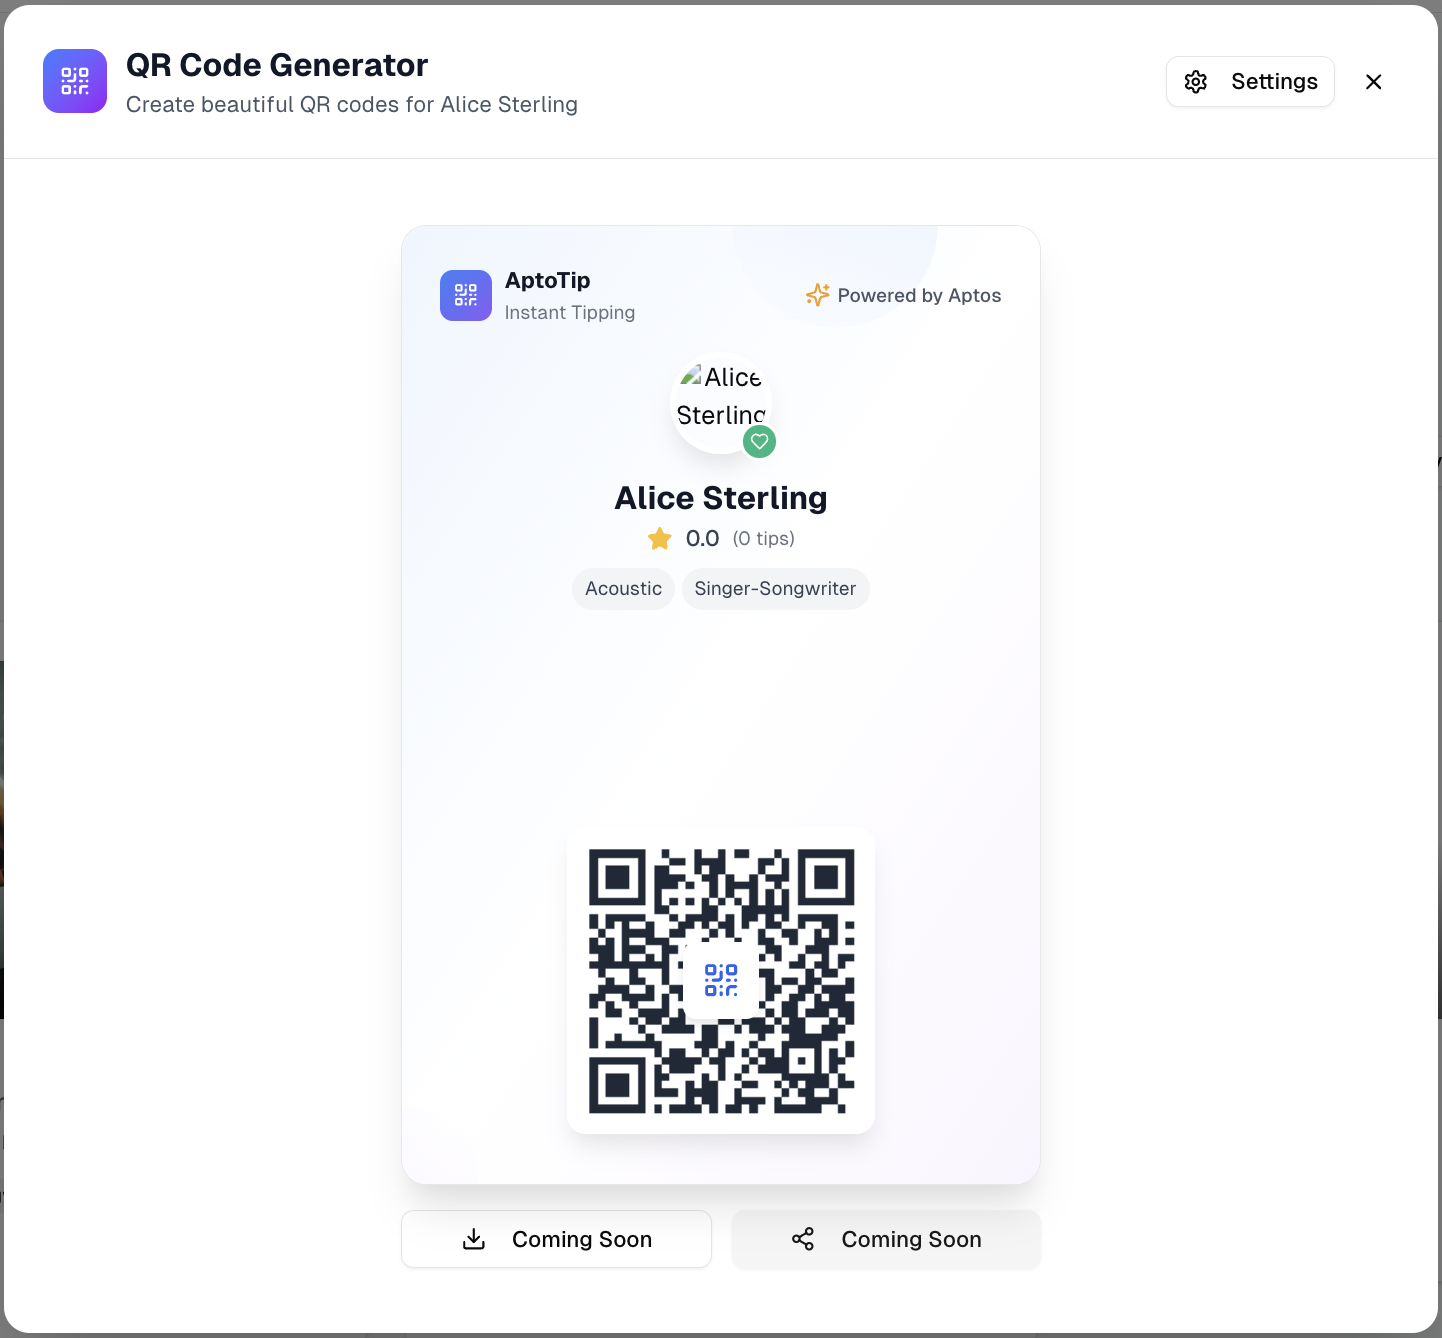 QR Code Generator
Create beautiful QR codes for Alice Sterling
Settings
AptoTip
Instant Tipping
Powered by Aptos
Alice
Sterling
Alice Sterling
0.0 (0 tips)
Acoustic
Singer-Songwriter
Coming Soon
Coming Soon